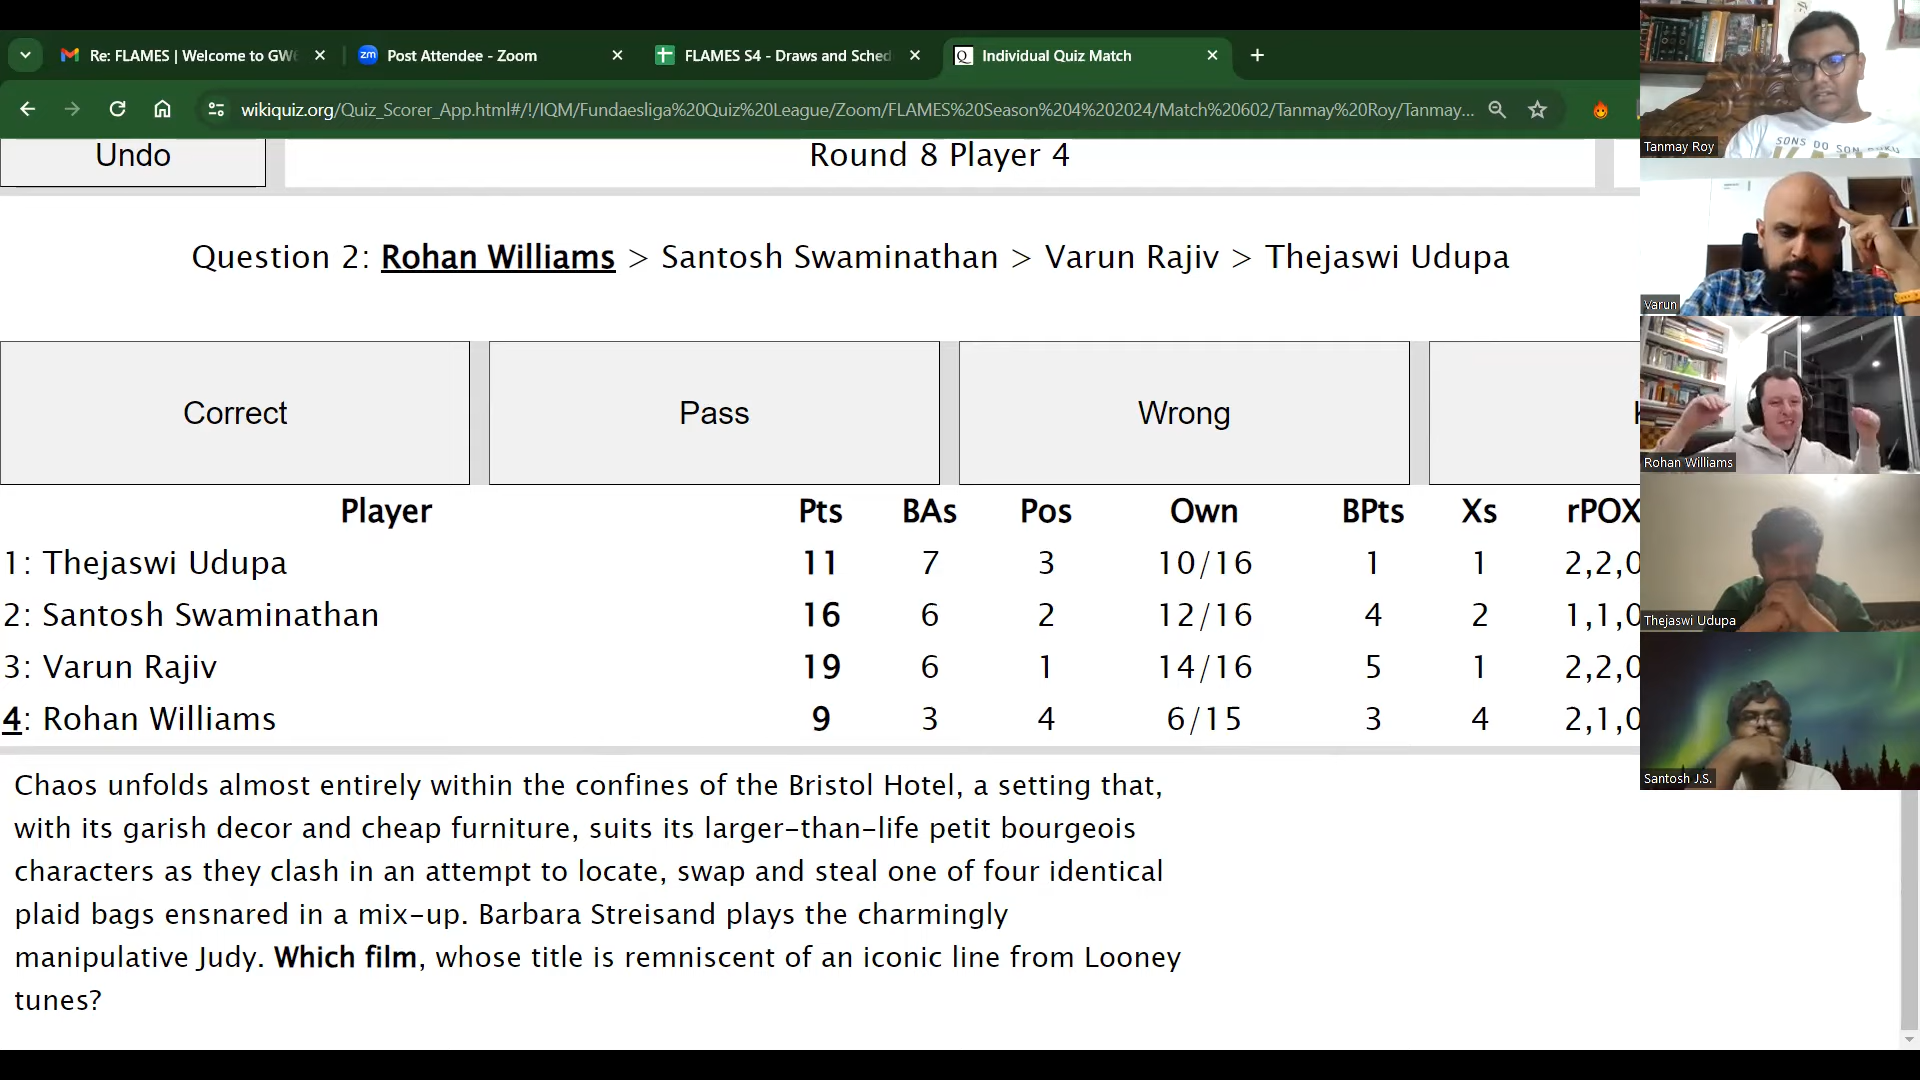 Re: FLAMES | Welcome to GW
Post Attendee - Zoom
FLAMES S4 - Draws and Sched
Individual Quiz Match
wikiquiz.org/Quiz_Scorer_App.html#/!/IQM/Fundaesliga%20Quiz%20League/Zoom/FLAMES%20Season%204%202024/Match%20602/Tanmay%20Roy/Tanmay...
Undo
Round 8 Player 4
Question 2: Rohan Williams > Santosh Swaminathan > Varun Rajiv > Thejaswi Udupa
Correct
Pass
Wrong
Player Pts BAs Pos Own BPts Xs rPOX
1: Thejaswi Udupa 11 7 3 10/16 1 1 2,2,0
2: Santosh Swaminathan 16 6 2 12/16 4 2 1,1,0
3: Varun Rajiv 19 6 1 14/16 5 1 2,2,0
4: Rohan Williams 9 3 4 6/15 3 4 2,1,0
Chaos unfolds almost entirely within the confines of the Bristol Hotel, a setting that,
with its garish decor and cheap furniture, suits its larger-than-life petit bourgeois
characters as they clash in an attempt to locate, swap and steal one of four identical
plaid bags ensnared in a mix-up. Barbara Streisand plays the charmingly
manipulative Judy. Which film, whose title is remniscent of an iconic line from Looney
tunes?
SONS OO SON
Tanmay Roy
Varun
Rohan Williams
Thejaswi Udupa
Santosh J.S.